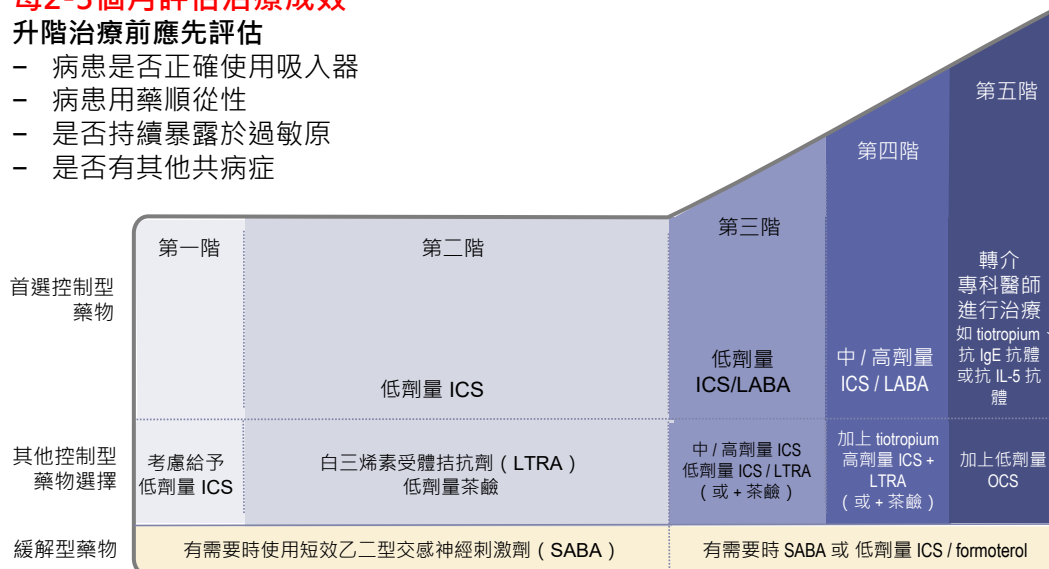 每2-3個月評估治療成效
升階治療前應先評估
– 病患是否正確使用吸入器
– 病患用藥順從性
– 是否持續暴露於過敏原
– 是否有其他共病症
第一階
第二階
第三階
第四階
第五階
首選控制型
藥物
低劑量 ICS
低劑量
ICS/LABA
中 / 高劑量
ICS / LABA
轉介
專科醫師
進行治療
如 tiotropium、
抗 IgE 抗體
或抗 IL-5 抗
體
其他控制型
藥物選擇
考慮給予
低劑量 ICS
白三烯素受體拮抗劑（LTRA）
低劑量茶鹼
中 / 高劑量 ICS
低劑量 ICS / LTRA
（或 + 茶鹼）
加上 tiotropium
高劑量 ICS +
LTRA
（或 + 茶鹼）
加上低劑量
OCS
緩解型藥物
有需要時使用短效乙二型交感神經刺激劑（SABA）
有需要時 SABA 或 低劑量 ICS / formoterol